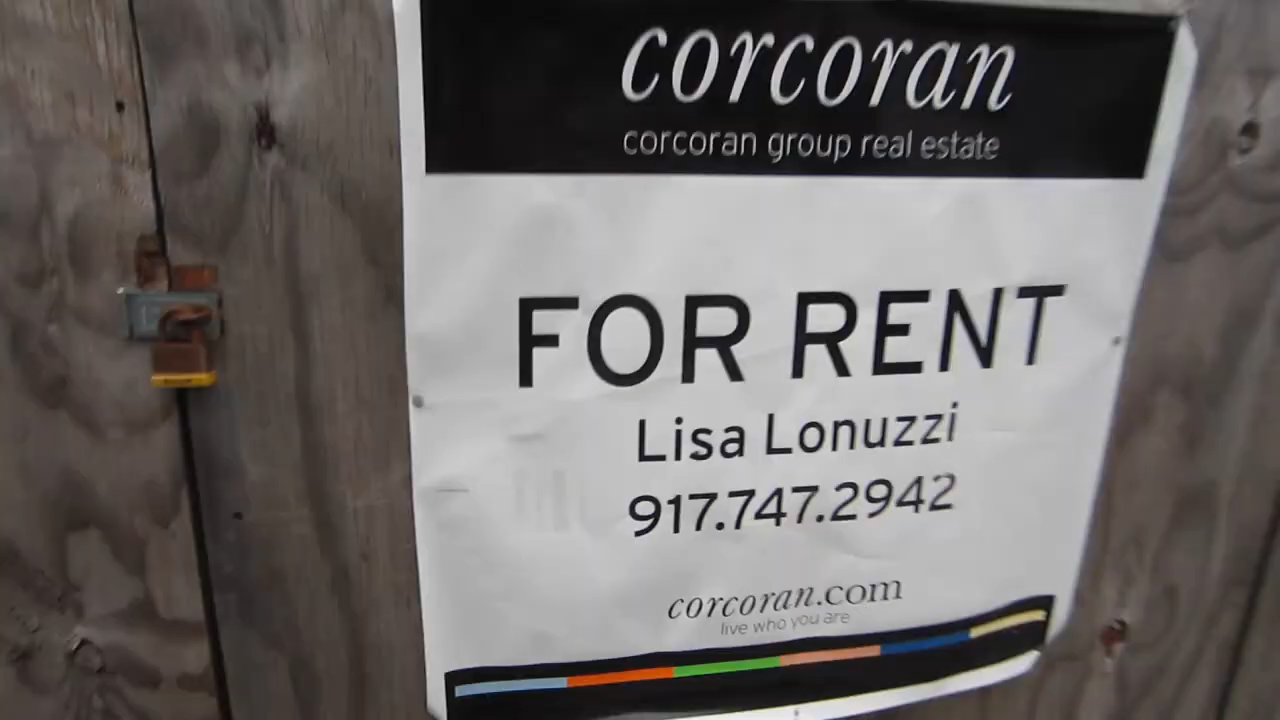 corcoran
corcoran group real estate
FOR RENT
Lisa Lonuzzi
917.747.2942
corcoran.com
live who you are